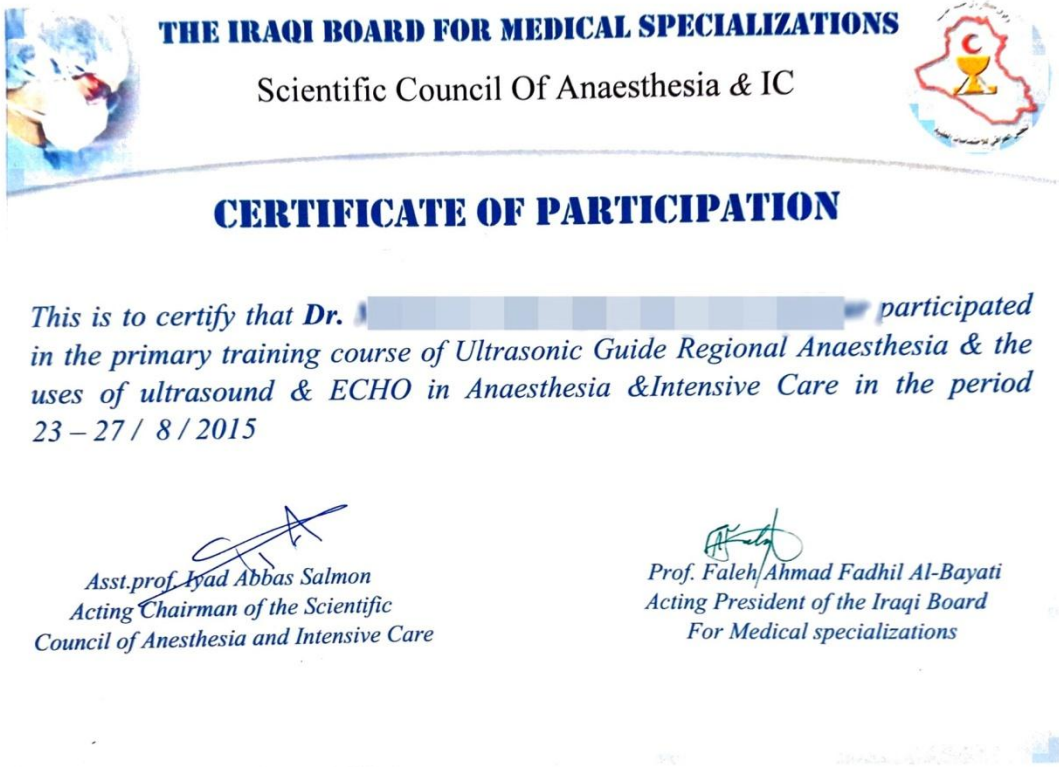 THE IRAQI BOARD FOR MEDICAL SPECIALIZATIONS
Scientific Council Of Anaesthesia & IC
CERTIFICATE OF PARTICIPATION
This is to certify that Dr. participated
in the primary training course of Ultrasonic Guide Regional Anaesthesia & the
uses of ultrasound & ECHO in Anaesthesia &Intensive Care in the period
23 – 27 / 8 / 2015
Asst.prof. Iyad Abbas Salmon
Acting Chairman of the Scientific
Council of Anesthesia and Intensive Care
Prof. Faleh Ahmad Fadhil Al-Bayati
Acting President of the Iraqi Board
For Medical specializations